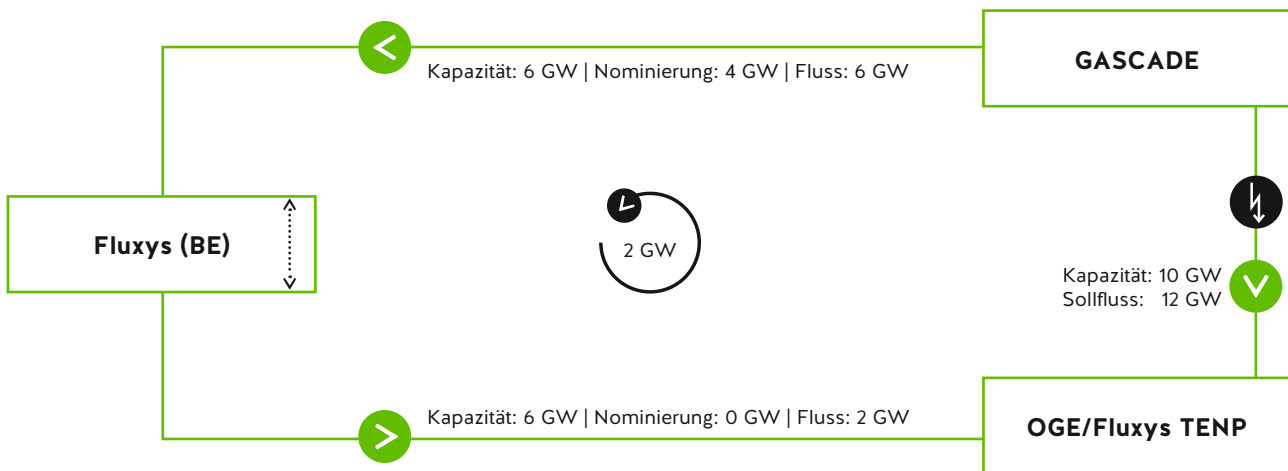 GASCADE
Kapazität: 6 GW | Nominierung: 4 GW | Fluss: 6 GW
Fluxys (BE)
2 GW
Kapazität: 10 GW
Sollfluss: 12 GW
Kapazität: 6 GW | Nominierung: 0 GW | Fluss: 2 GW
OGE/Fluxys TENP